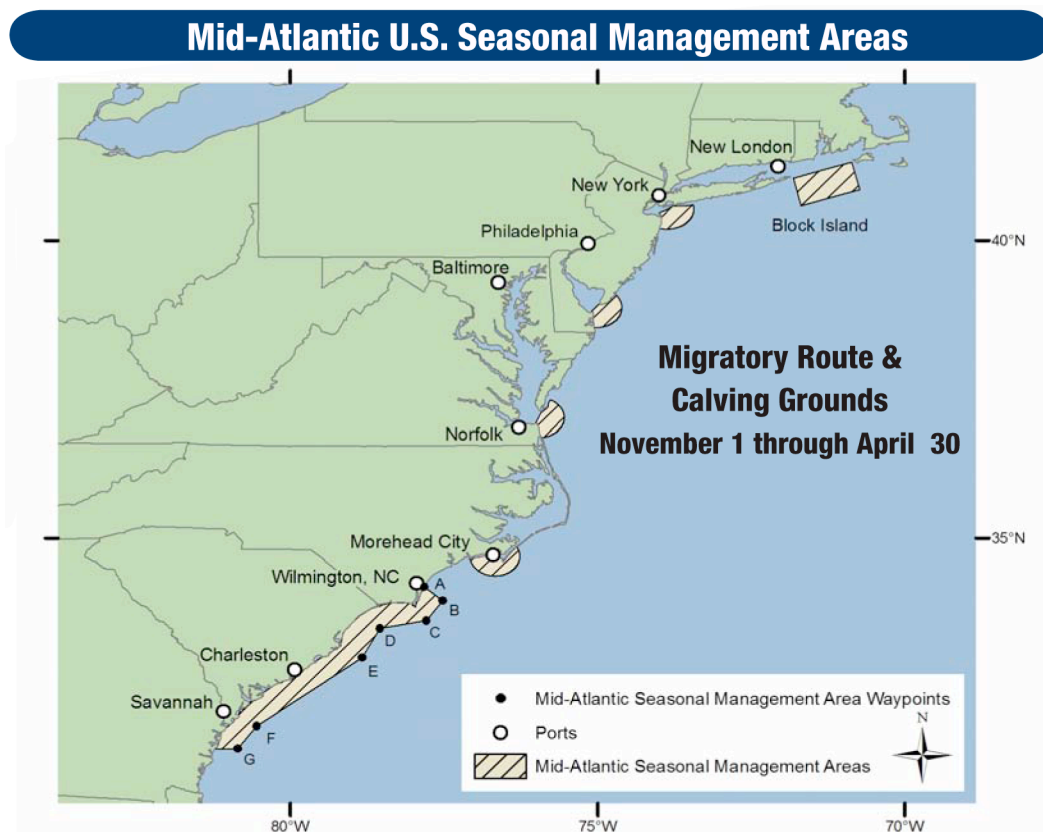 Mid-Atlantic U.S. Seasonal Management Areas
New London
New York
Block Island
Philadelphia
40°N
Baltimore
Migratory Route &
Calving Grounds
November 1 through April 30
Norfolk
Morehead City
35°N
Wilmington, NC
A
B
C
D
E
Charleston
Savannah
F
G
Mid-Atlantic Seasonal Management Area Waypoints
Ports
Mid-Atlantic Seasonal Management Areas
N
80°W
75°W
70°W